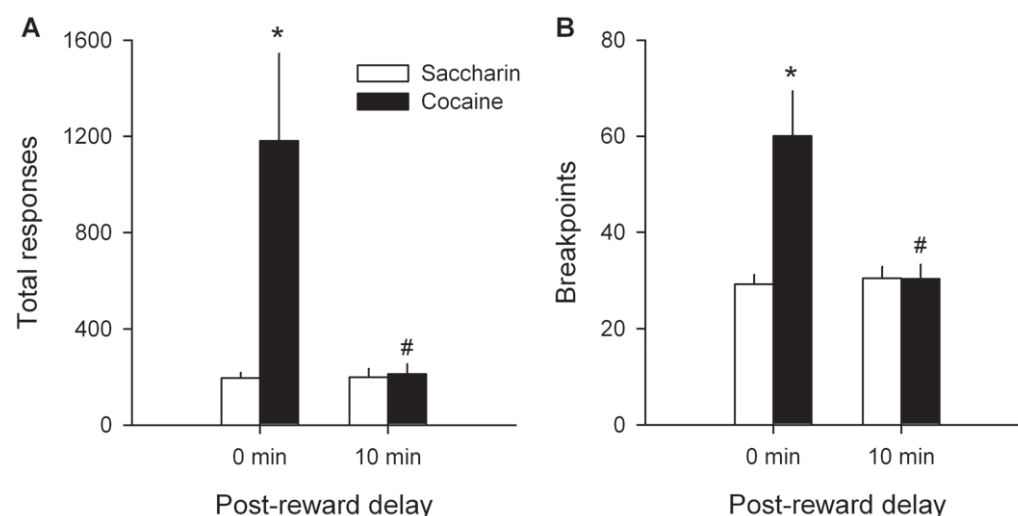 A
Total responses
1600
1200
800
400
0
*
#
Saccharin
Cocaine
0 min
10 min
Post-reward delay
B
Breakpoints
80
60
40
20
0
*
#
0 min
10 min
Post-reward delay